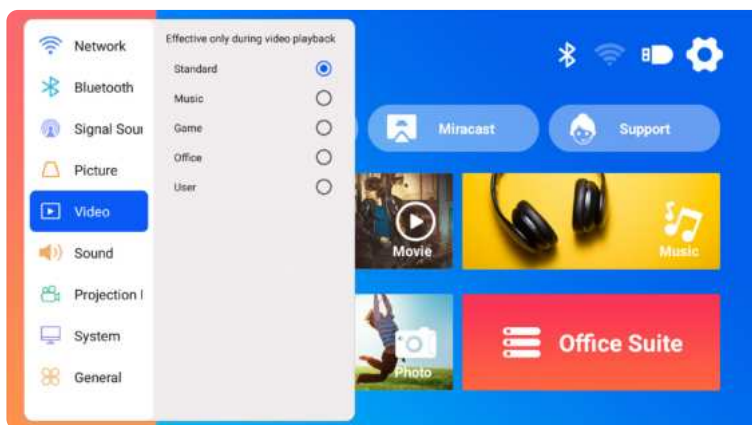 Network
Bluetooth
Signal Sour
Picture
Video
Sound
Projection
System
General
Effective only during video playback
Standard
Music
Game
Office
User
Miracast
Support
Movie
Music
Photo
Office Suite